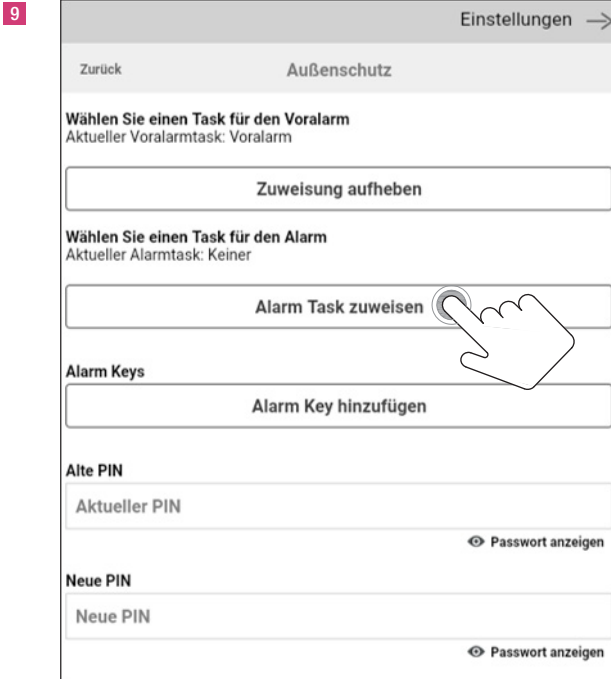 9
Einstellungen
Zurück
Außenschutz
Wählen Sie einen Task für den Voralarm
Aktueller Voralarmtask: Voralarm
Zuweisung aufheben
Wählen Sie einen Task für den Alarm
Aktueller Alarmtask: Keiner
Alarm Task zuweisen
Alarm Keys
Alarm Key hinzufügen
Alte PIN
Aktueller PIN
Passwort anzeigen
Neue PIN
Neue PIN
Passwort anzeigen